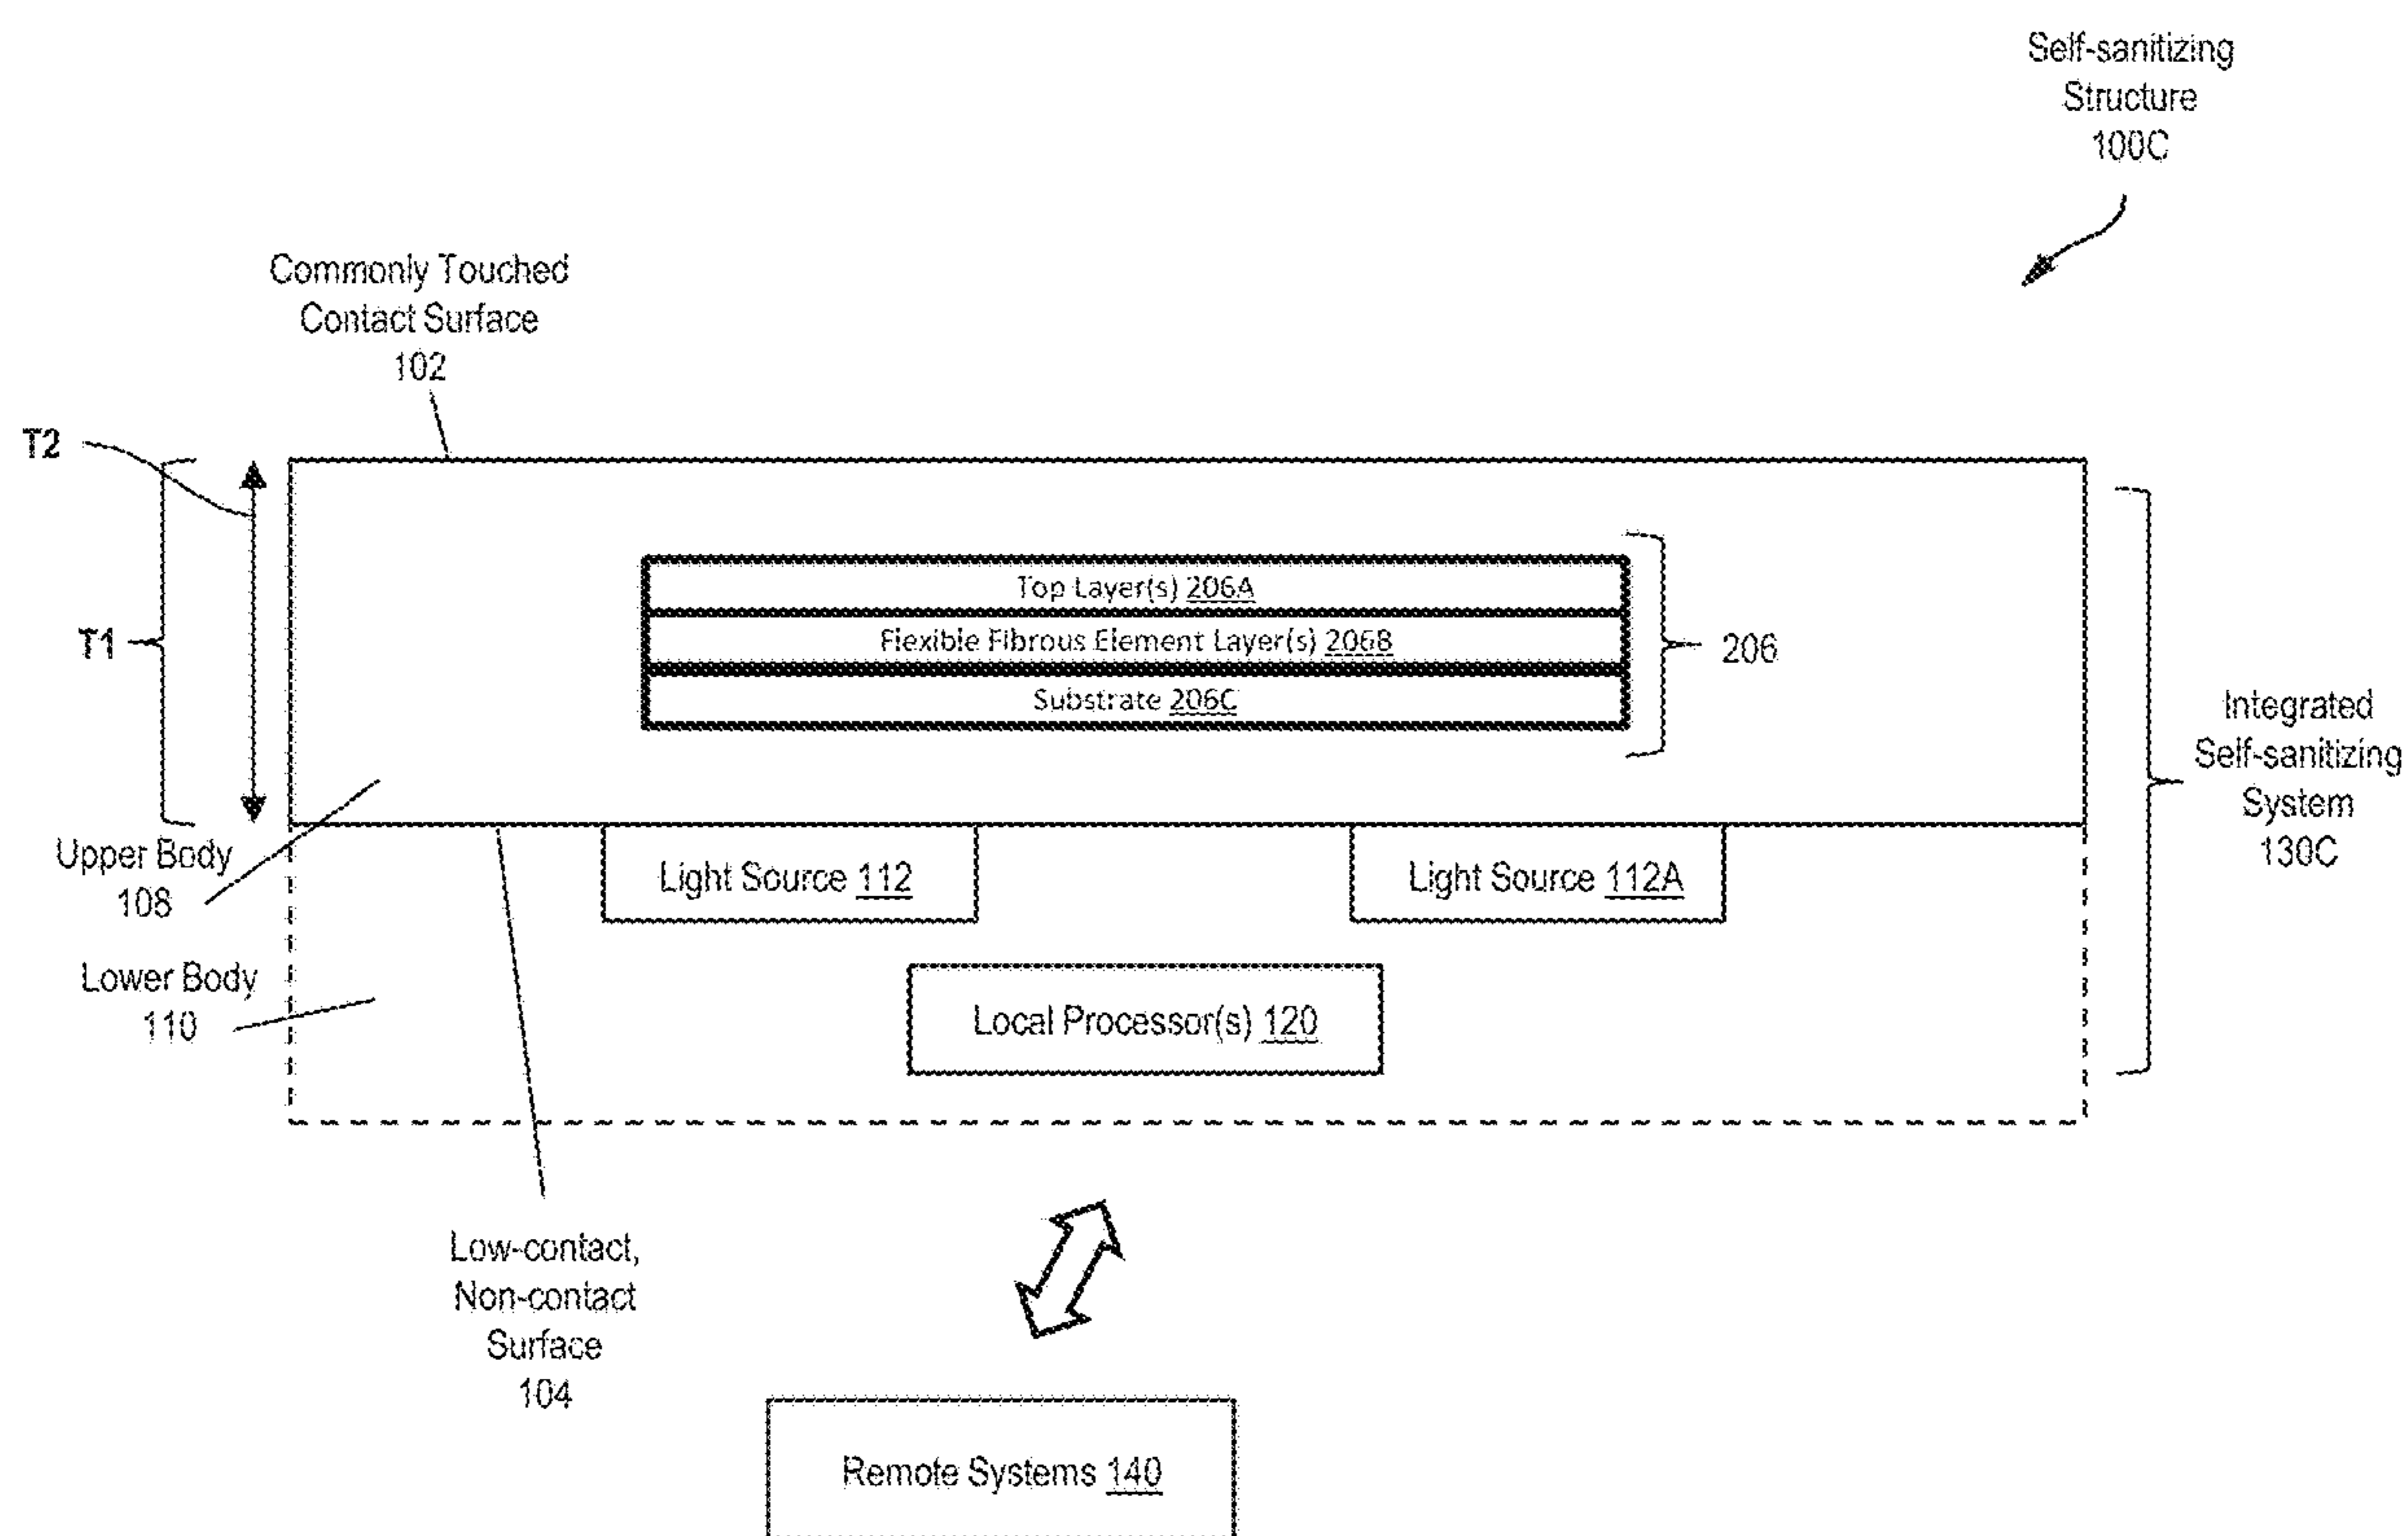 Self-sanitizing
Structure
100C
Commonly Touched
Contact Surface
102
T2
Top Layer(s) 206A
Flexible Fibrous Element Layer(s) 206B
Substrate 206C
T1
206
Integrated
Self-sanitizing
System
130C
Upper Body
108
Light Source 112
Light Source 112A
Lower Body
110
Local Processor(s) 120
Low-contact,
Non-contact
Surface
104
Remote Systems 140